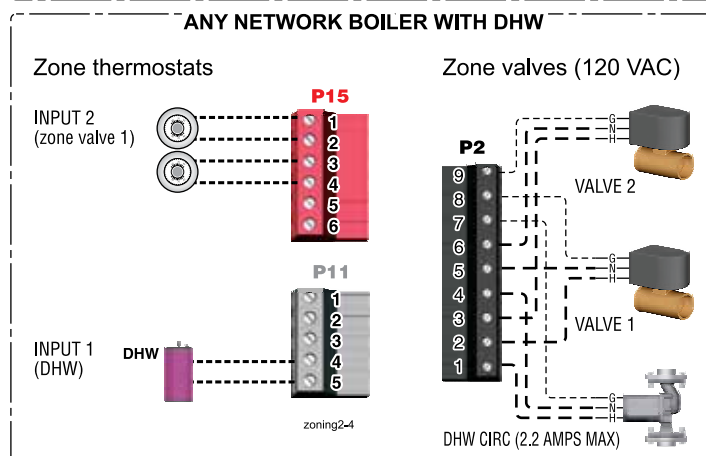 ANY NETWORK BOILER WITH DHW
Zone thermostats
P15
INPUT 2
(zone valve 1)
1
2
3
4
5
6
P11
INPUT 1
(DHW)
DHW
1
2
3
4
5
zoning2-4
Zone valves (120 VAC)
P2
9
8
7
6
5
4
3
2
1
G
N
H
VALVE 2
G
N
H
VALVE 1
G
N
H
DHW CIRC (2.2 AMPS MAX)